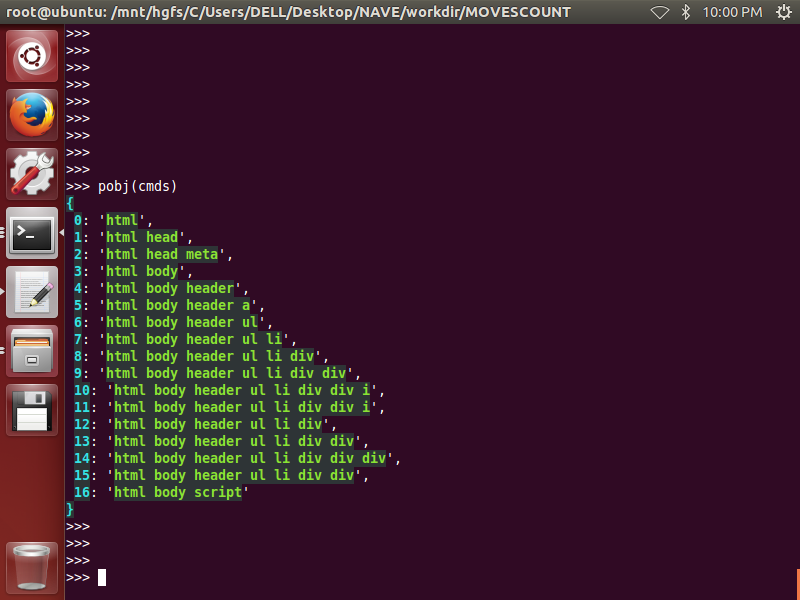 root@ubuntu: /mnt/hgfs/C/Users/DELL/Desktop/NAVE/workdir/MOVESCOUNT 10:00 PM
>>>
>>>
>>>
>>>
>>>
>>>
>>>
>>>
>>>
>>> pobj(cmds)
{
0: 'html',
1: 'html head',
2: 'html head meta',
3: 'html body',
4: 'html body header',
5: 'html body header a',
6: 'html body header ul',
7: 'html body header ul li',
8: 'html body header ul li div',
9: 'html body header ul li div div',
10: 'html body header ul li div div i',
11: 'html body header ul li div div i',
12: 'html body header ul li div',
13: 'html body header ul li div div',
14: 'html body header ul li div div div',
15: 'html body header ul li div div',
16: 'html body script'
}
>>>
>>>
>>>
>>>